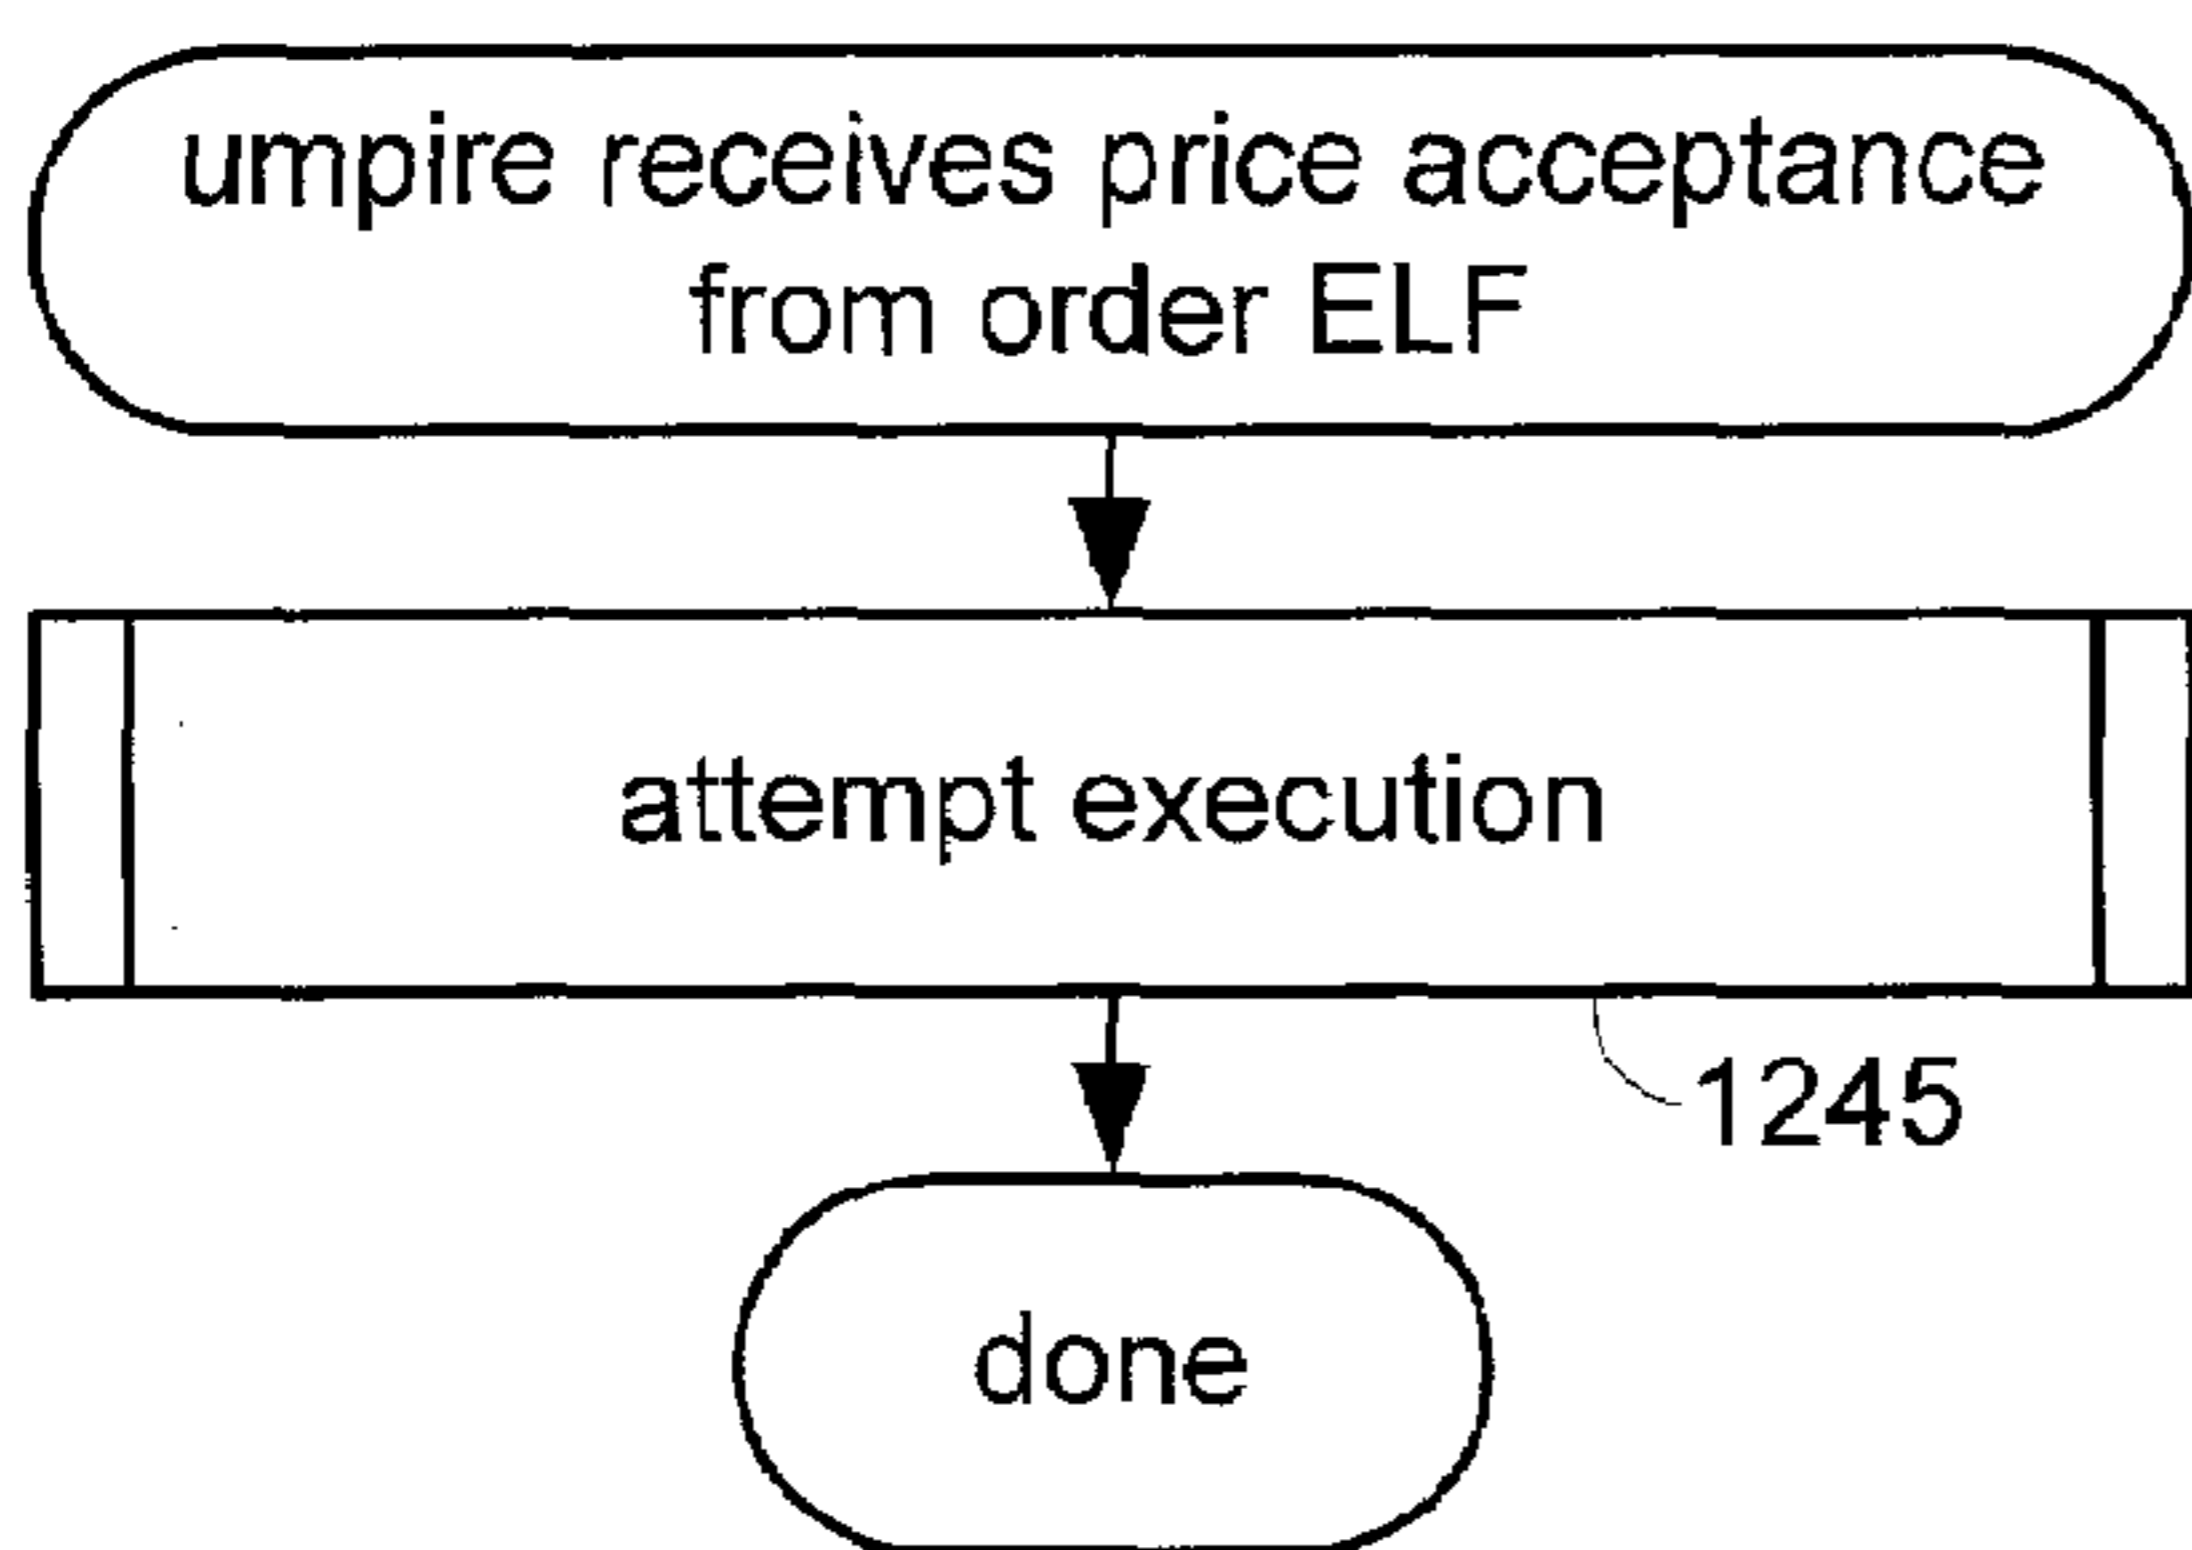 umpire receives price acceptance
from order ELF
attempt execution
1245
done